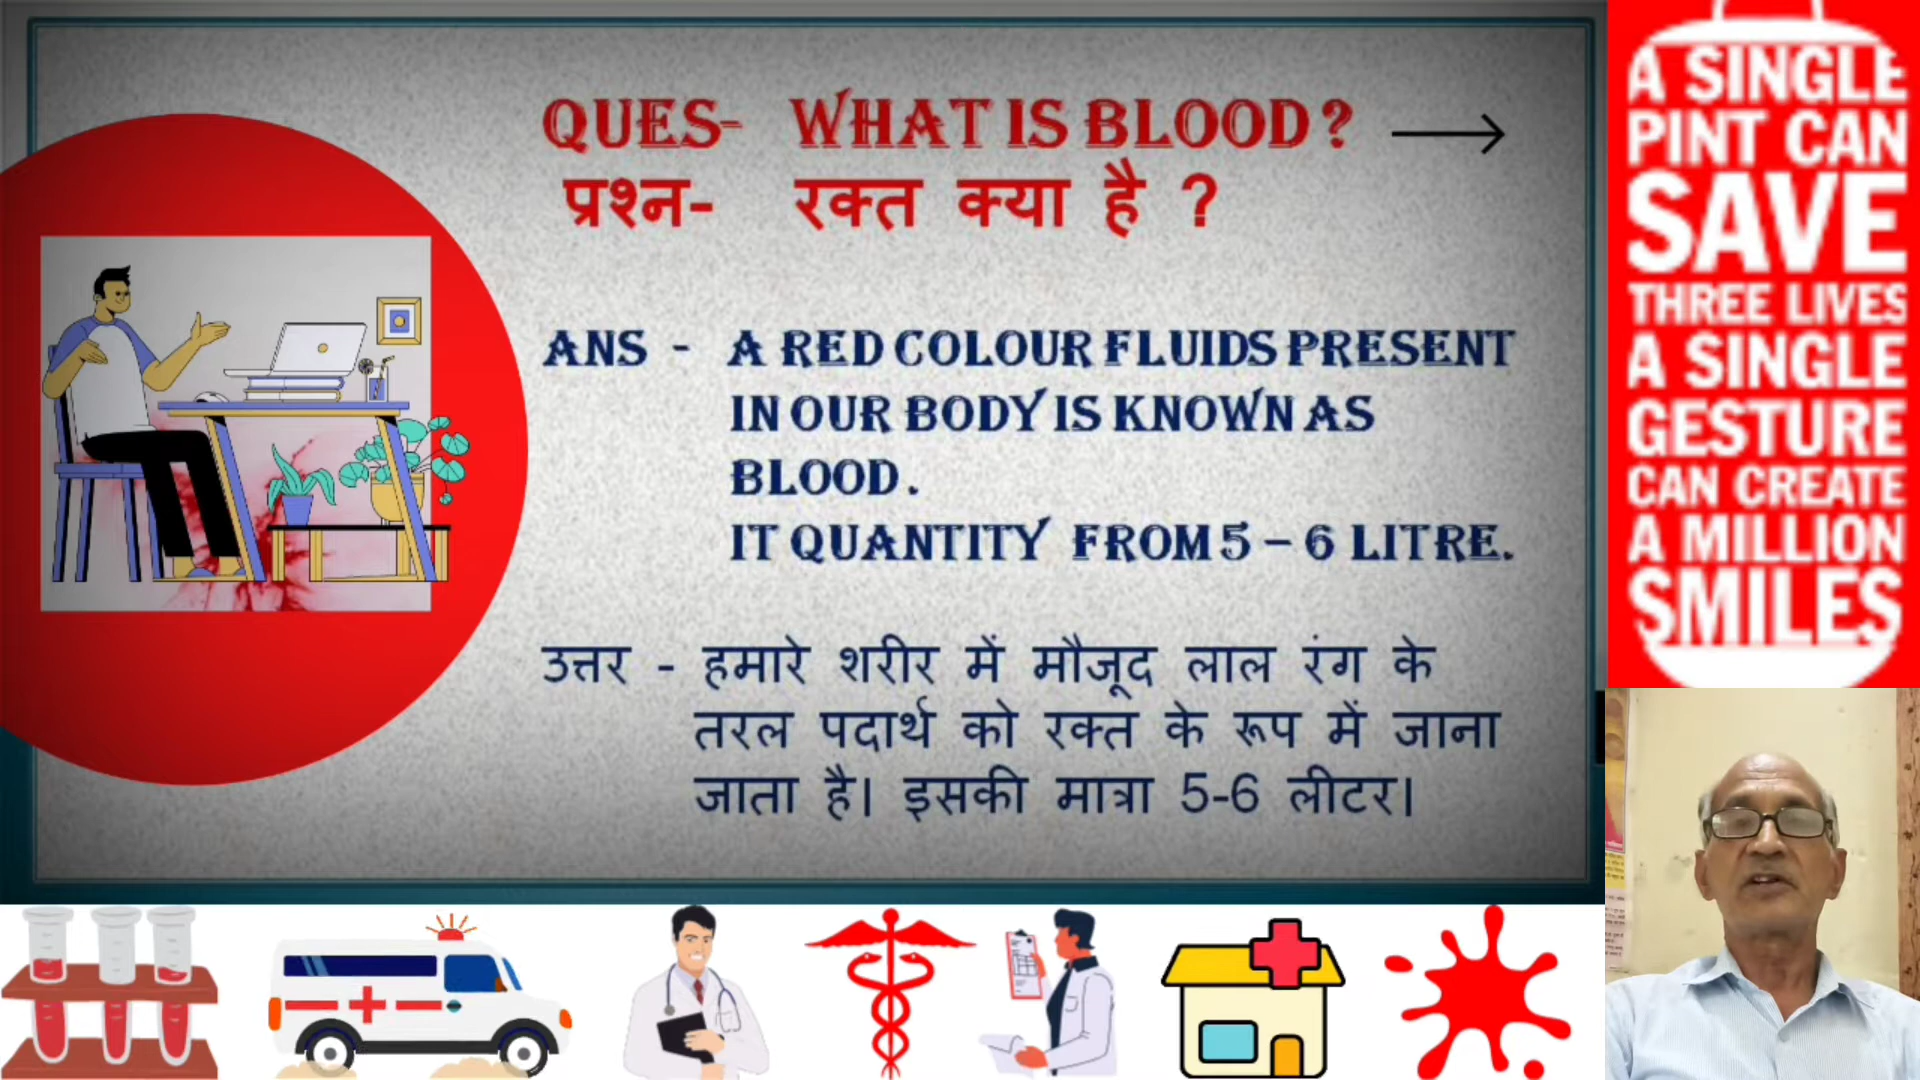 QUES- WHAT IS BLOOD ?
प्रश्न- रक्त क्या है ?
ANS - A RED COLOUR FLUIDS PRESENT
IN OUR BODY IS KNOWN AS
BLOOD .
IT QUANTITY FROM 5 – 6 LITRE.
उत्तर - हमारे शरीर में मौजूद लाल रंग के
तरल पदार्थ को रक्त के रूप में जाना
जाता है। इसकी मात्रा 5-6 लीटर।
A SINGLE
PINT CAN
SAVE
THREE LIVES
A SINGLE
GESTURE
CAN CREATE
A MILLION
SMILES